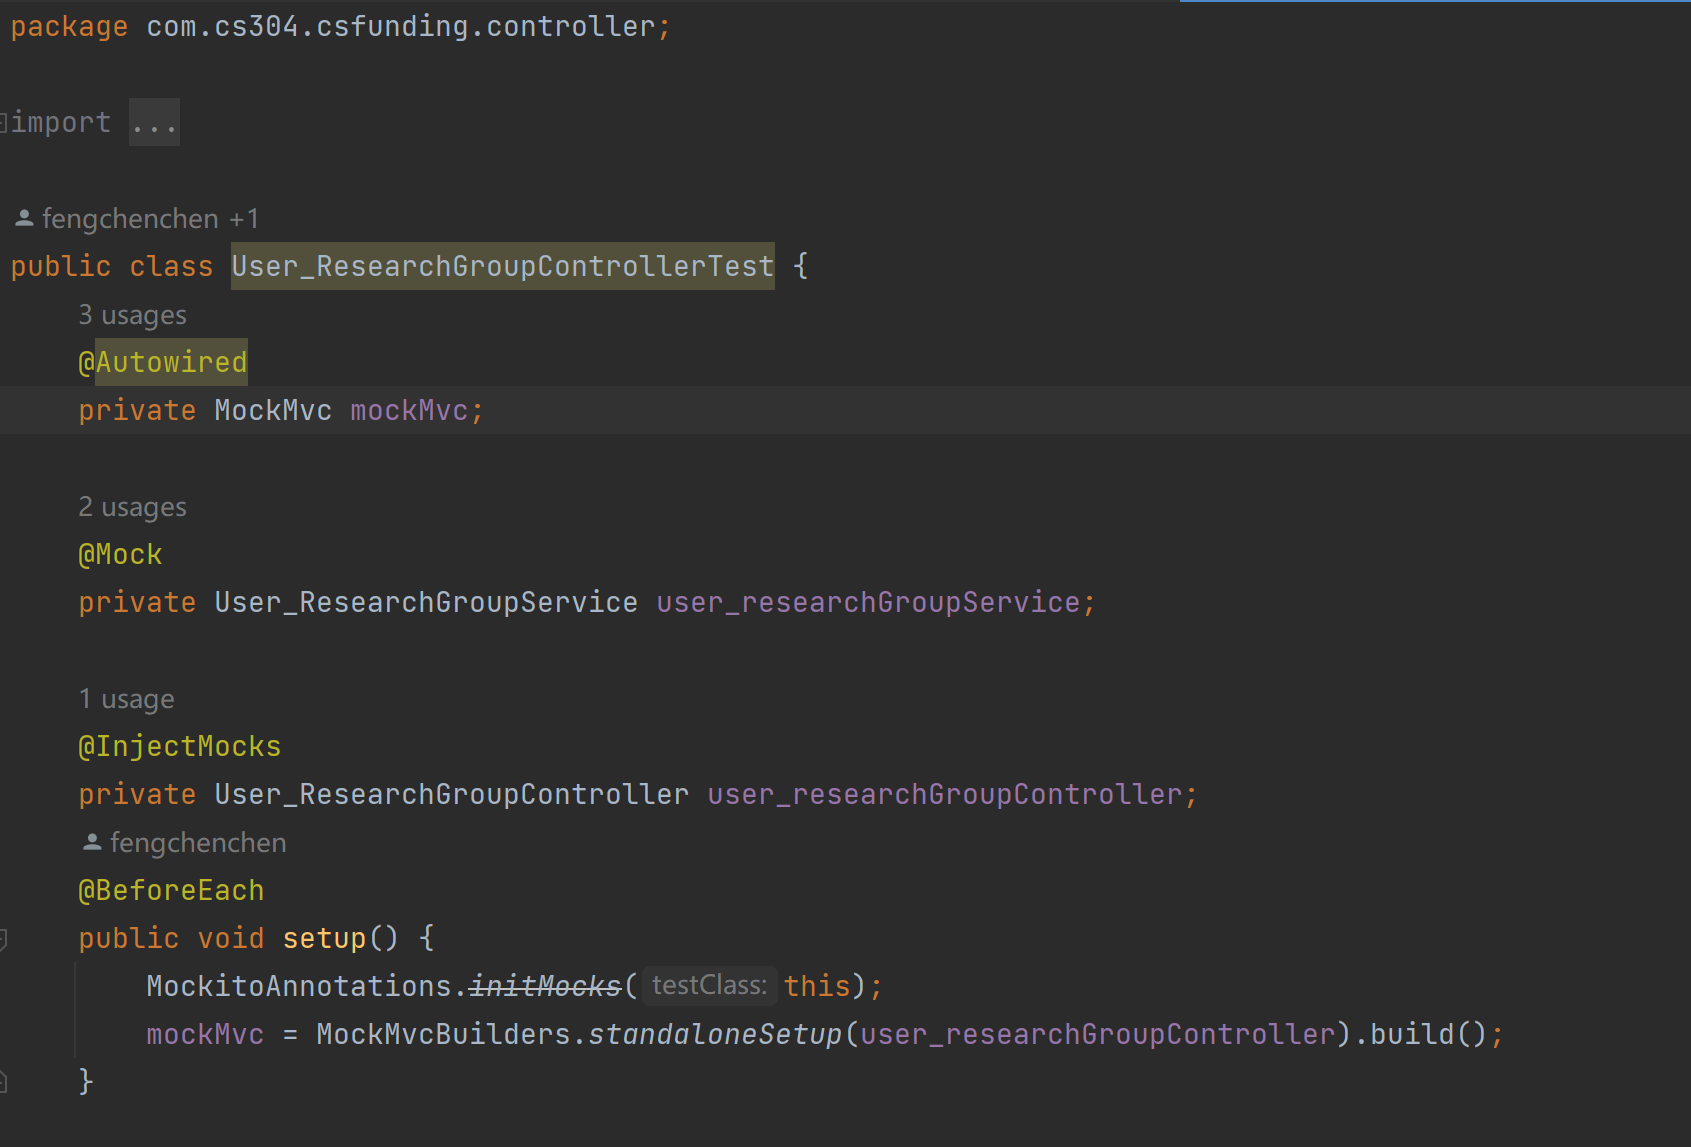 package com.cs304.csfunding.controller;
import ...
fengchenchen +1
public class User_ResearchGroupControllerTest {
3 usages
@Autowired
private MockMvc mockMvc;
2 usages
@Mock
private User_ResearchGroupService user_researchGroupService;
1 usage
@InjectMocks
private User_ResearchGroupController user_researchGroupController;
fengchenchen
@BeforeEach
public void setup() {
MockitoAnnotations.initMocks( testClass: this);
mockMvc = MockMvcBuilders.standaloneSetup(user_researchGroupController).build();
}